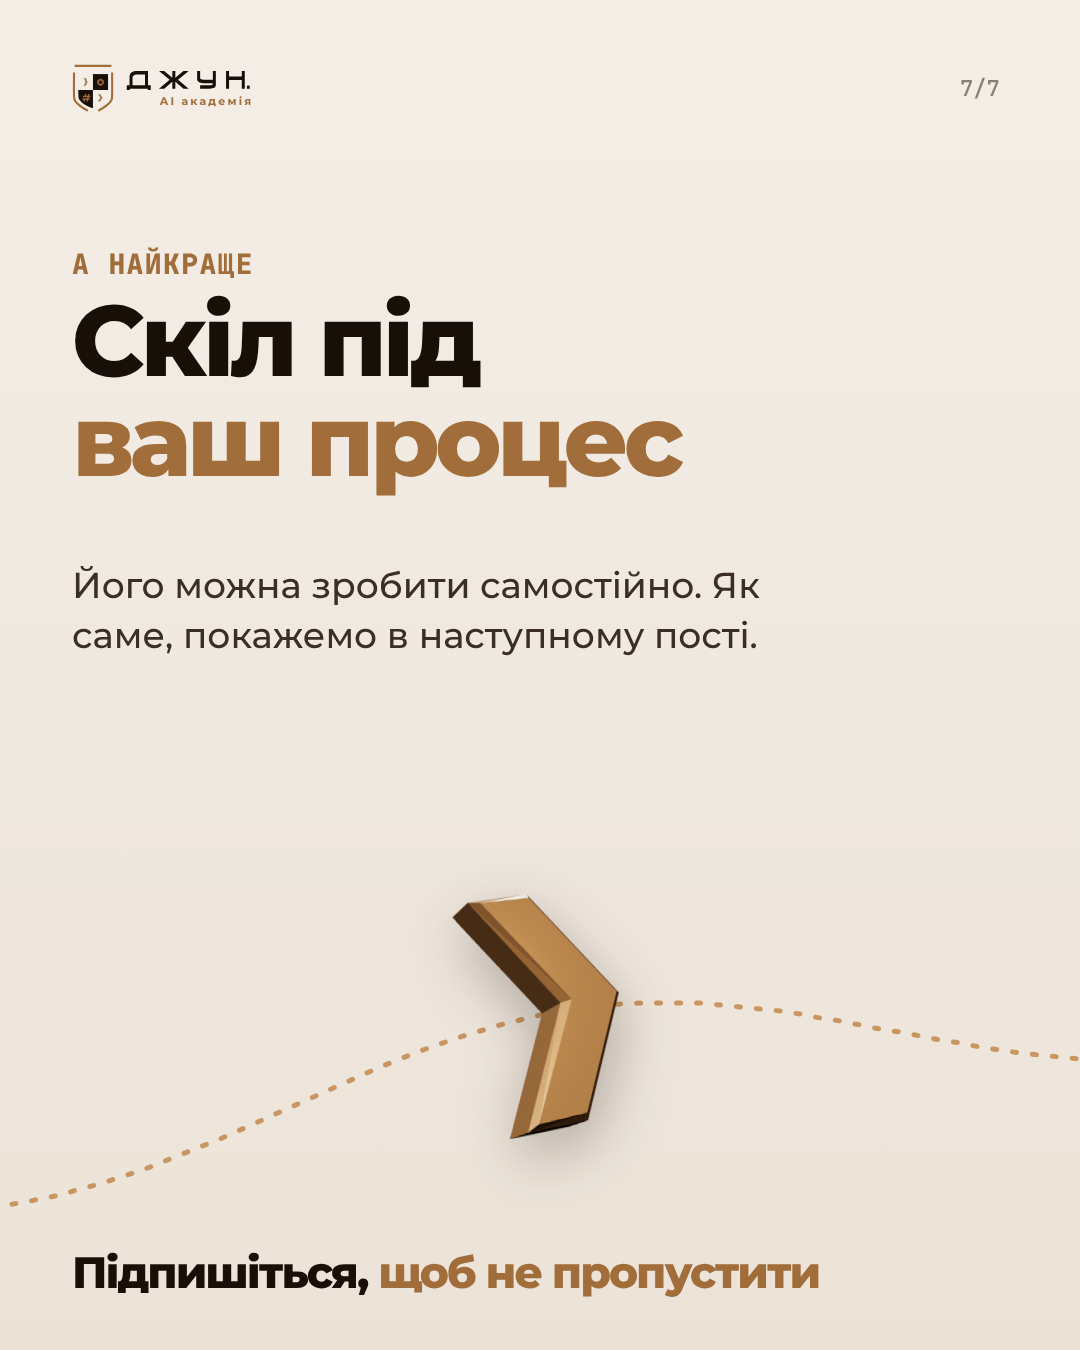 ДЖУН.
АІ академія
7/7
А НАЙКРАЩЕ
Скіл під
ваш процес
Його можна зробити самостійно. Як
саме, покажемо в наступному пості.
Підпишіться, щоб не пропустити